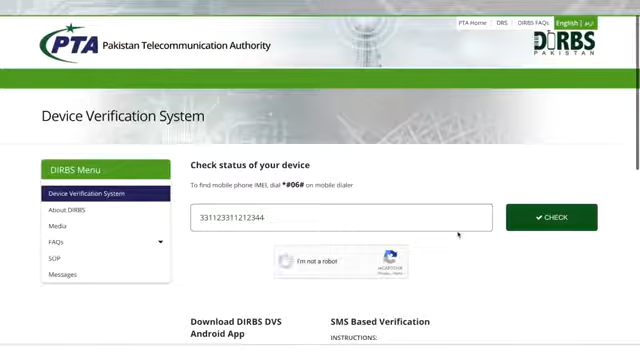 PTA Home | DRS | DIRBS FAQs English | اردو
PTA Pakistan Telecommunication Authority
DIRBS
PAKISTAN
Device Verification System
DIRBS Menu
Device Verification System
About DIRBS
Media
FAQs
SOP
Messages
Check status of your device
To find mobile phone IMEI, dial *#06# on mobile dialer
331123311212344
CHECK
I'm not a robot
reCAPTCHA
Download DIRBS DVS
Android App
SMS Based Verification
INSTRUCTIONS: